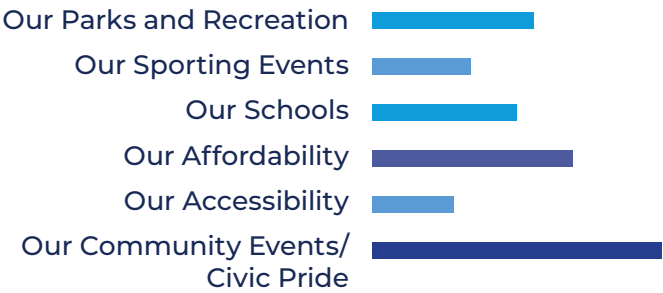 Our Parks and Recreation
Our Sporting Events
Our Schools
Our Affordability
Our Accessibility
Our Community Events/
Civic Pride